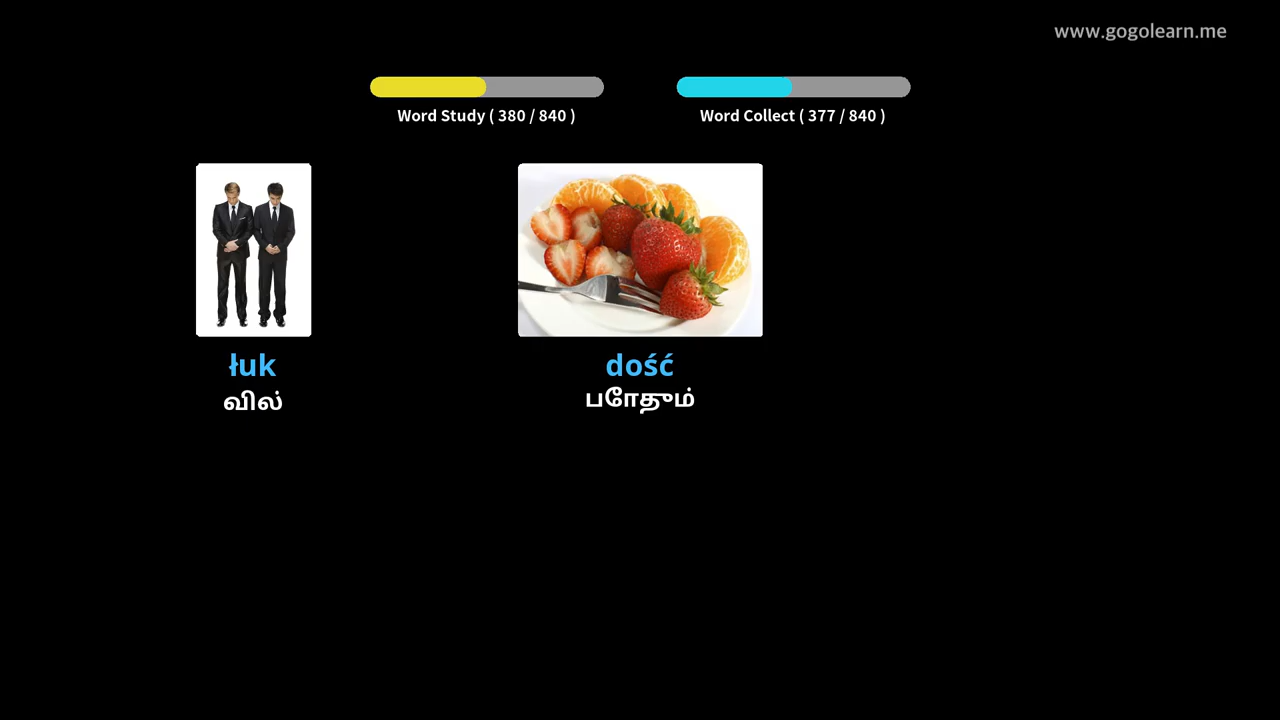 www.gogolearn.me
Word Study ( 380 / 840 )
Word Collect ( 377 / 840 )
łuk
வில்
dość
போதும்